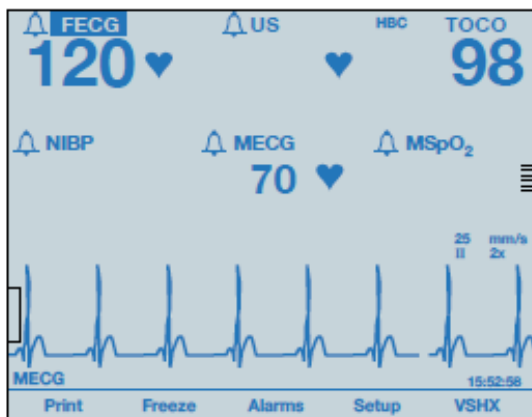 FECG US HBC TOCO
120 98
NIBP MECG MSpO₂
70
25 mm/s
II 2x
MECG 15:52:58
Print Freeze Alarms Setup VSHX